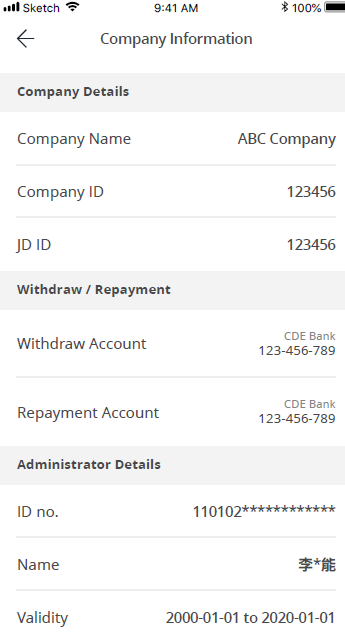 Sketch 9:41 AM 100%
Company Information
Company Details
Company Name ABC Company
Company ID 123456
JD ID 123456
Withdraw / Repayment
CDE Bank
Withdraw Account 123-456-789
CDE Bank
Repayment Account 123-456-789
Administrator Details
ID no. 110102************
Name 李*能
Validity 2000-01-01 to 2020-01-01